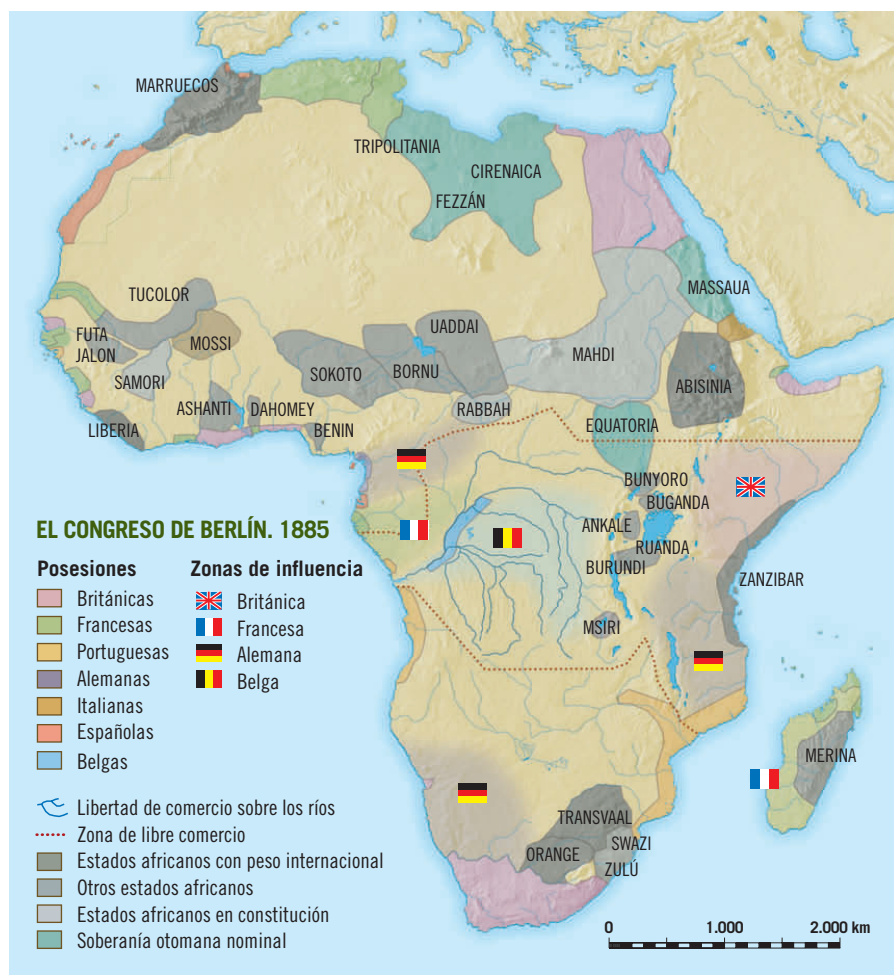 MARRUECOS
TRIPOLITANIA
CIRENAICA
FEZZÁN
MASSAUA
TUCOLOR
FUTA
JALON
MOSSI
SAMORI
UADDAI
SOKOTO
BORNU
MAHDI
ABISINIA
RABBAH
ASHANTI
DAHOMEY
LIBERIA
BENIN
EQUATORIA
BUNYORO
BUGANDA
ANKALE
RUANDA
BURUNDI
ZANZIBAR
MSIRI
MERINA
TRANSVAAL
SWAZI
ORANGE
ZULÚ
EL CONGRESO DE BERLÍN. 1885
Posesiones
Británicas
Francesas
Portuguesas
Alemanas
Italianas
Españolas
Belgas
Zonas de influencia
Británica
Francesa
Alemana
Belga
Libertad de comercio sobre los ríos
Zona de libre comercio
Estados africanos con peso internacional
Otros estados africanos
Estados africanos en constitución
Soberanía otomana nominal
0 1.000 2.000 km